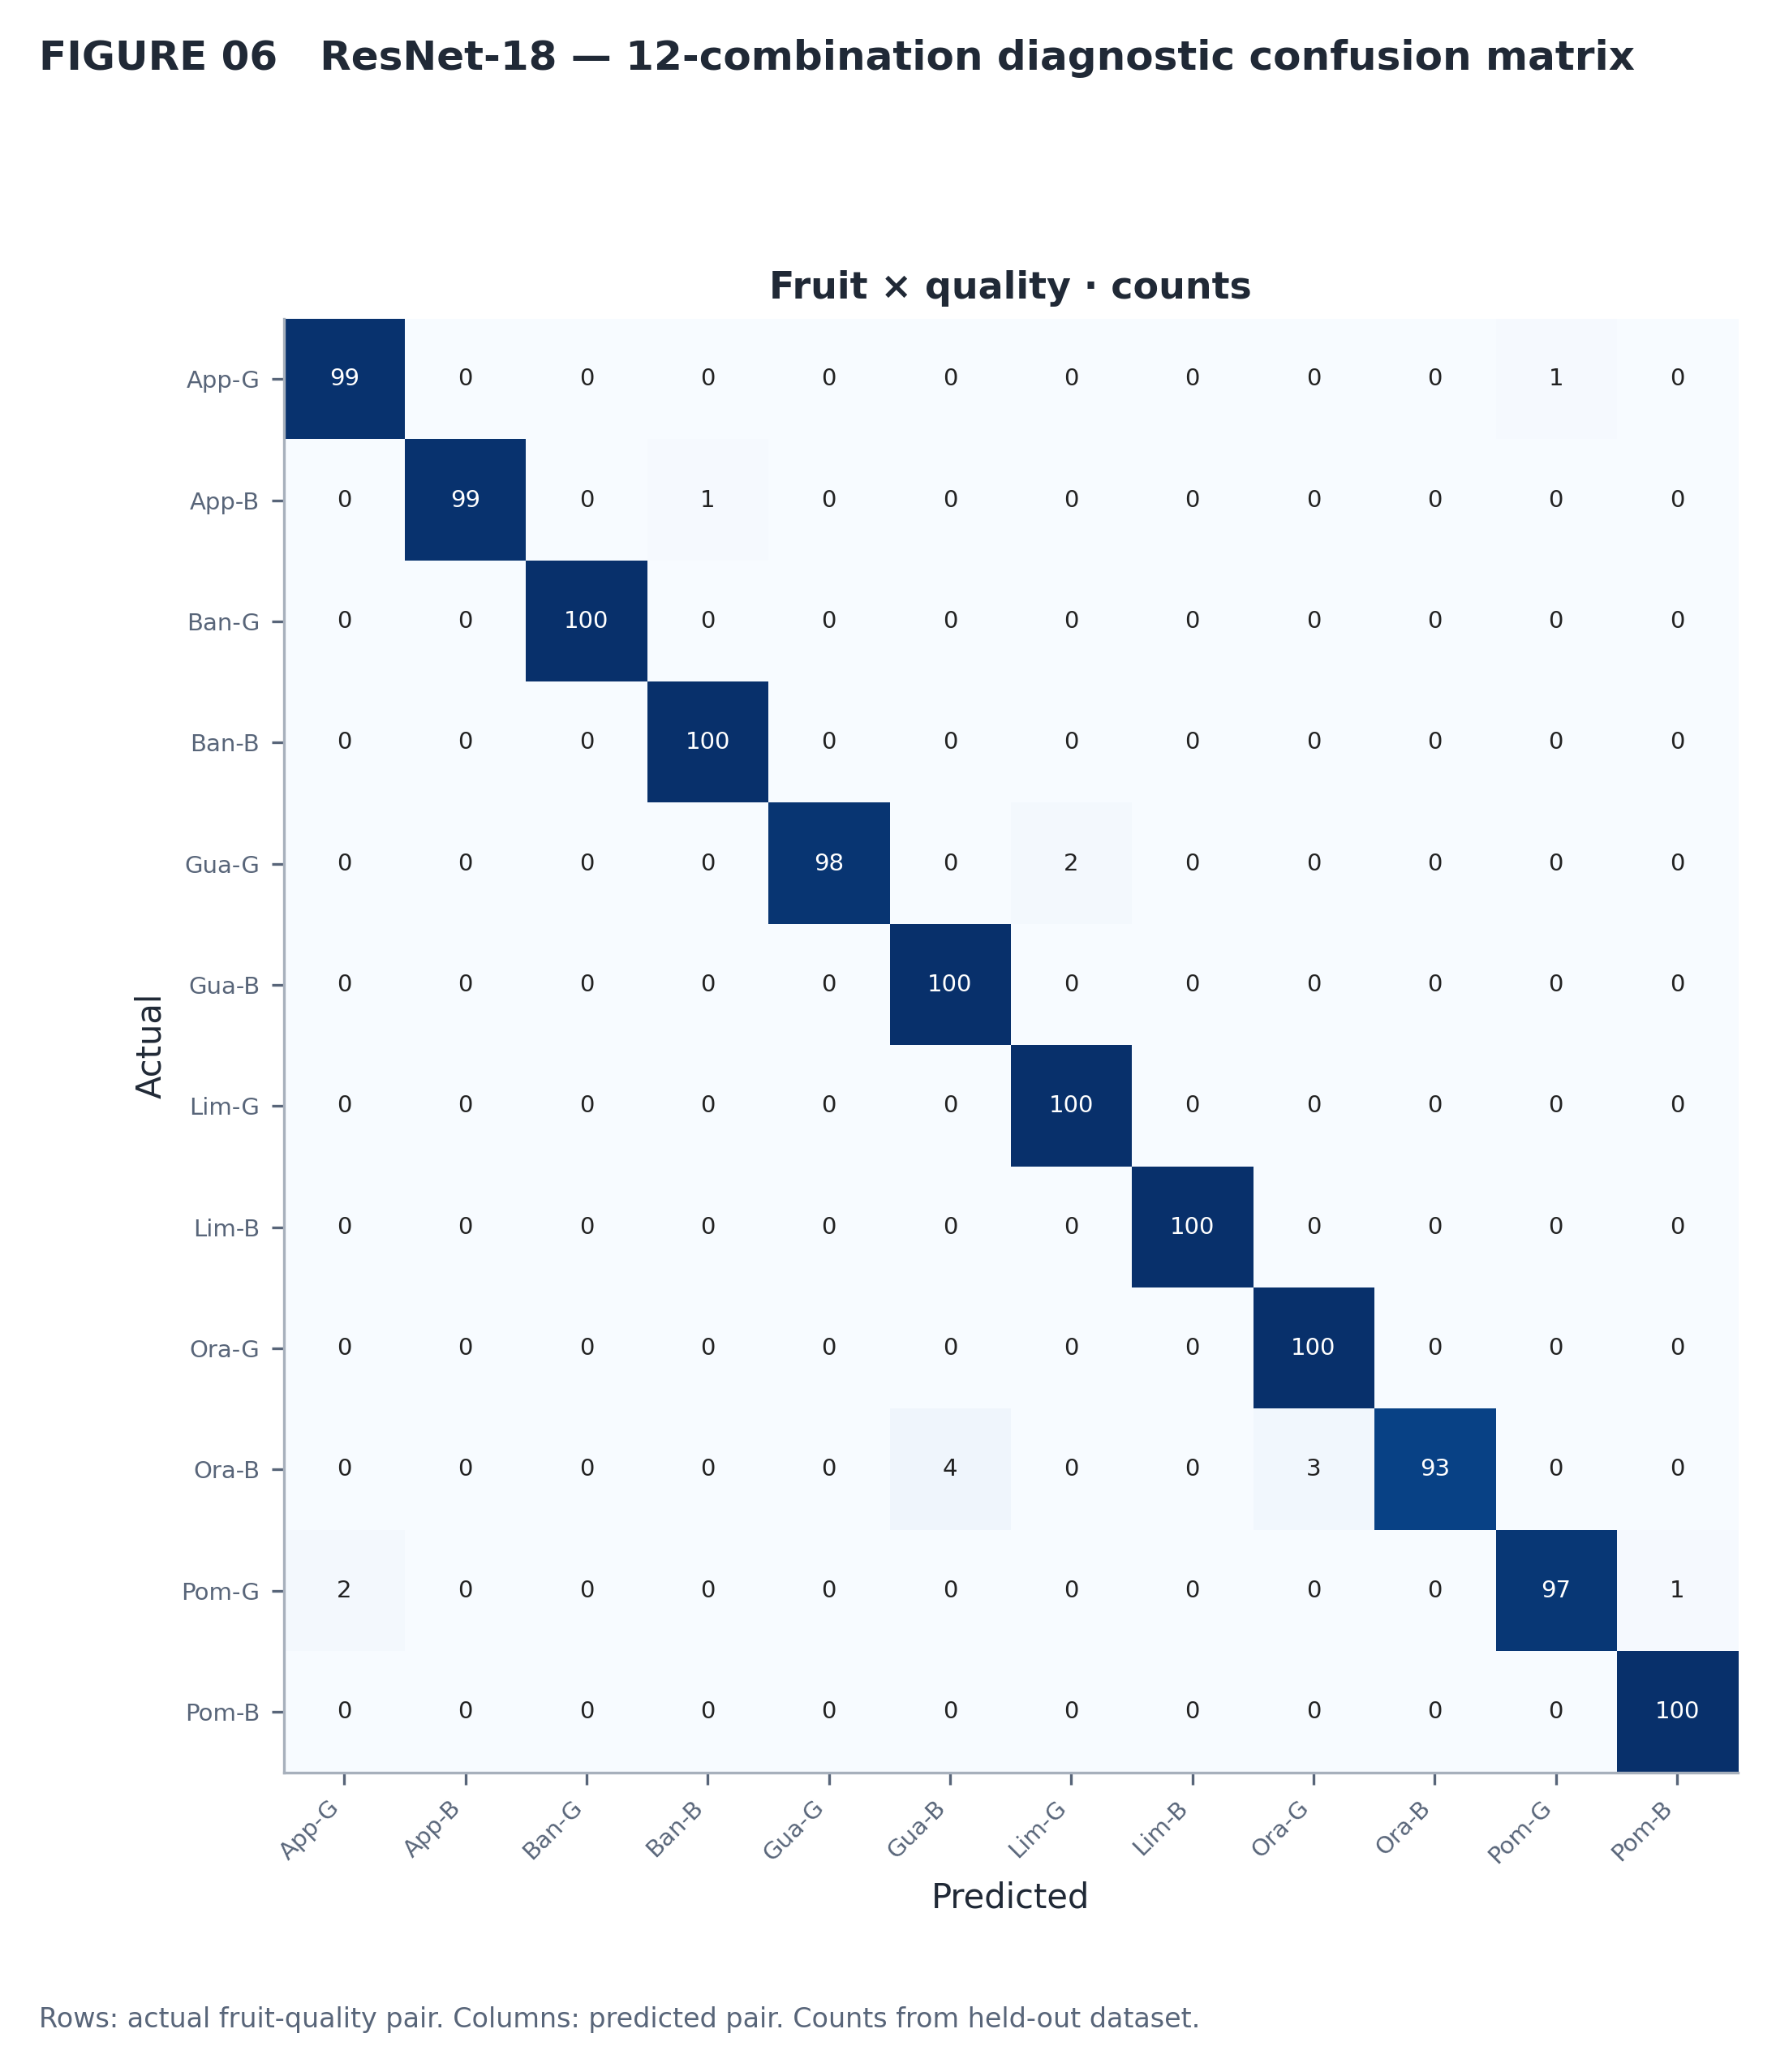 FIGURE 06   ResNet-18 — 12-combination diagnostic confusion matrix
Fruit × quality · counts
App-G 99 0 0 0 0 0 0 0 0 0 1 0
App-B 0 99 0 1 0 0 0 0 0 0 0 0
Ban-G 0 0 100 0 0 0 0 0 0 0 0 0
Ban-B 0 0 0 100 0 0 0 0 0 0 0 0
Gua-G 0 0 0 0 98 0 2 0 0 0 0 0
Gua-B 0 0 0 0 0 100 0 0 0 0 0 0
Actual
Lim-G 0 0 0 0 0 0 100 0 0 0 0 0
Lim-B 0 0 0 0 0 0 0 100 0 0 0 0
Ora-G 0 0 0 0 0 0 0 0 100 0 0 0
Ora-B 0 0 0 0 0 4 0 0 3 93 0 0
Pom-G 2 0 0 0 0 0 0 0 0 0 97 1
Pom-B 0 0 0 0 0 0 0 0 0 0 0 100
App-G App-B Ban-G Ban-B Gua-G Gua-B Lim-G Lim-B Ora-G Ora-B Pom-G Pom-B
Predicted
Rows: actual fruit-quality pair. Columns: predicted pair. Counts from held-out dataset.